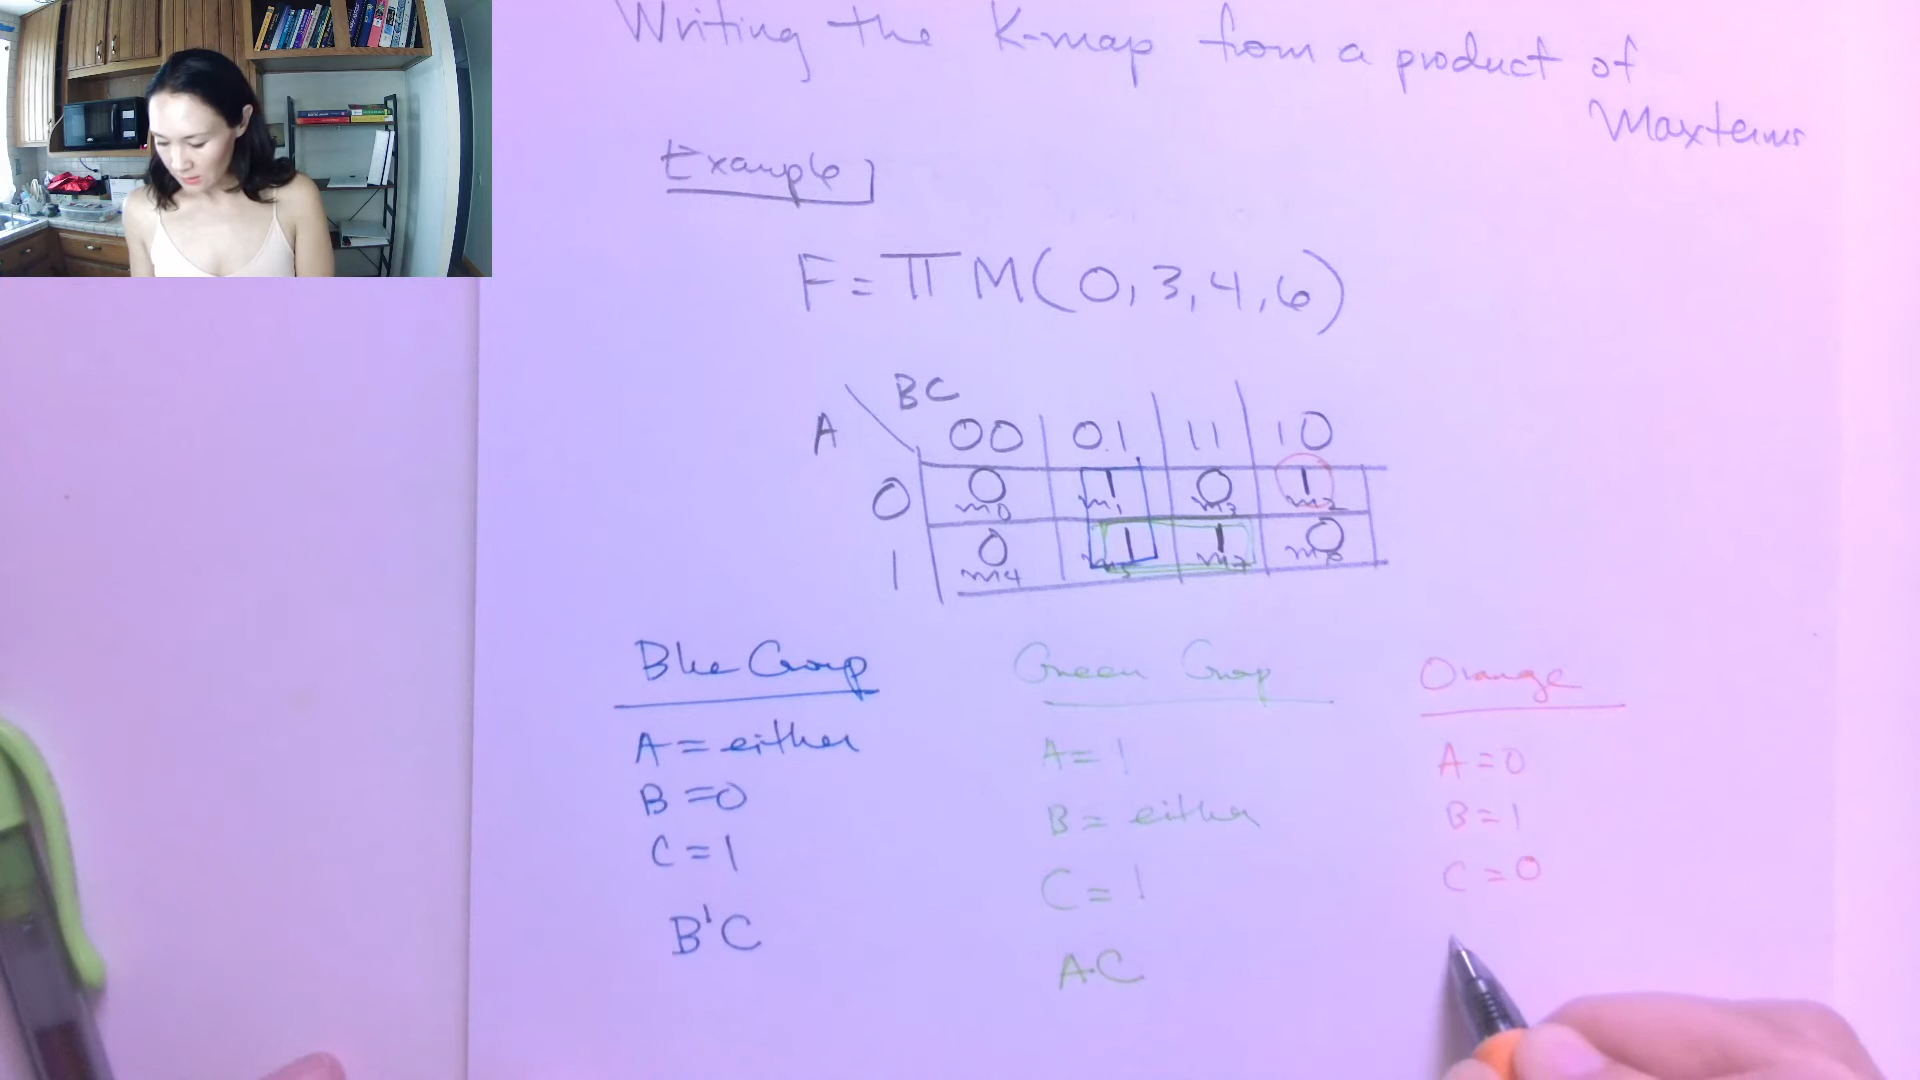 Writing the K-map from a product of
Maxterms
Example
F = π M(0,3,4,6)
BC
A 00 01 11 10
0 0 1 0 1
m0 m1 m3 m2
1 0 1 1 0
m4 m5 m7 m6
Blue Group Green Group Orange
A = either A = 1 A = 0
B = 0 B = either B = 1
C = 1 C = 1 C = 0
B'C A·C